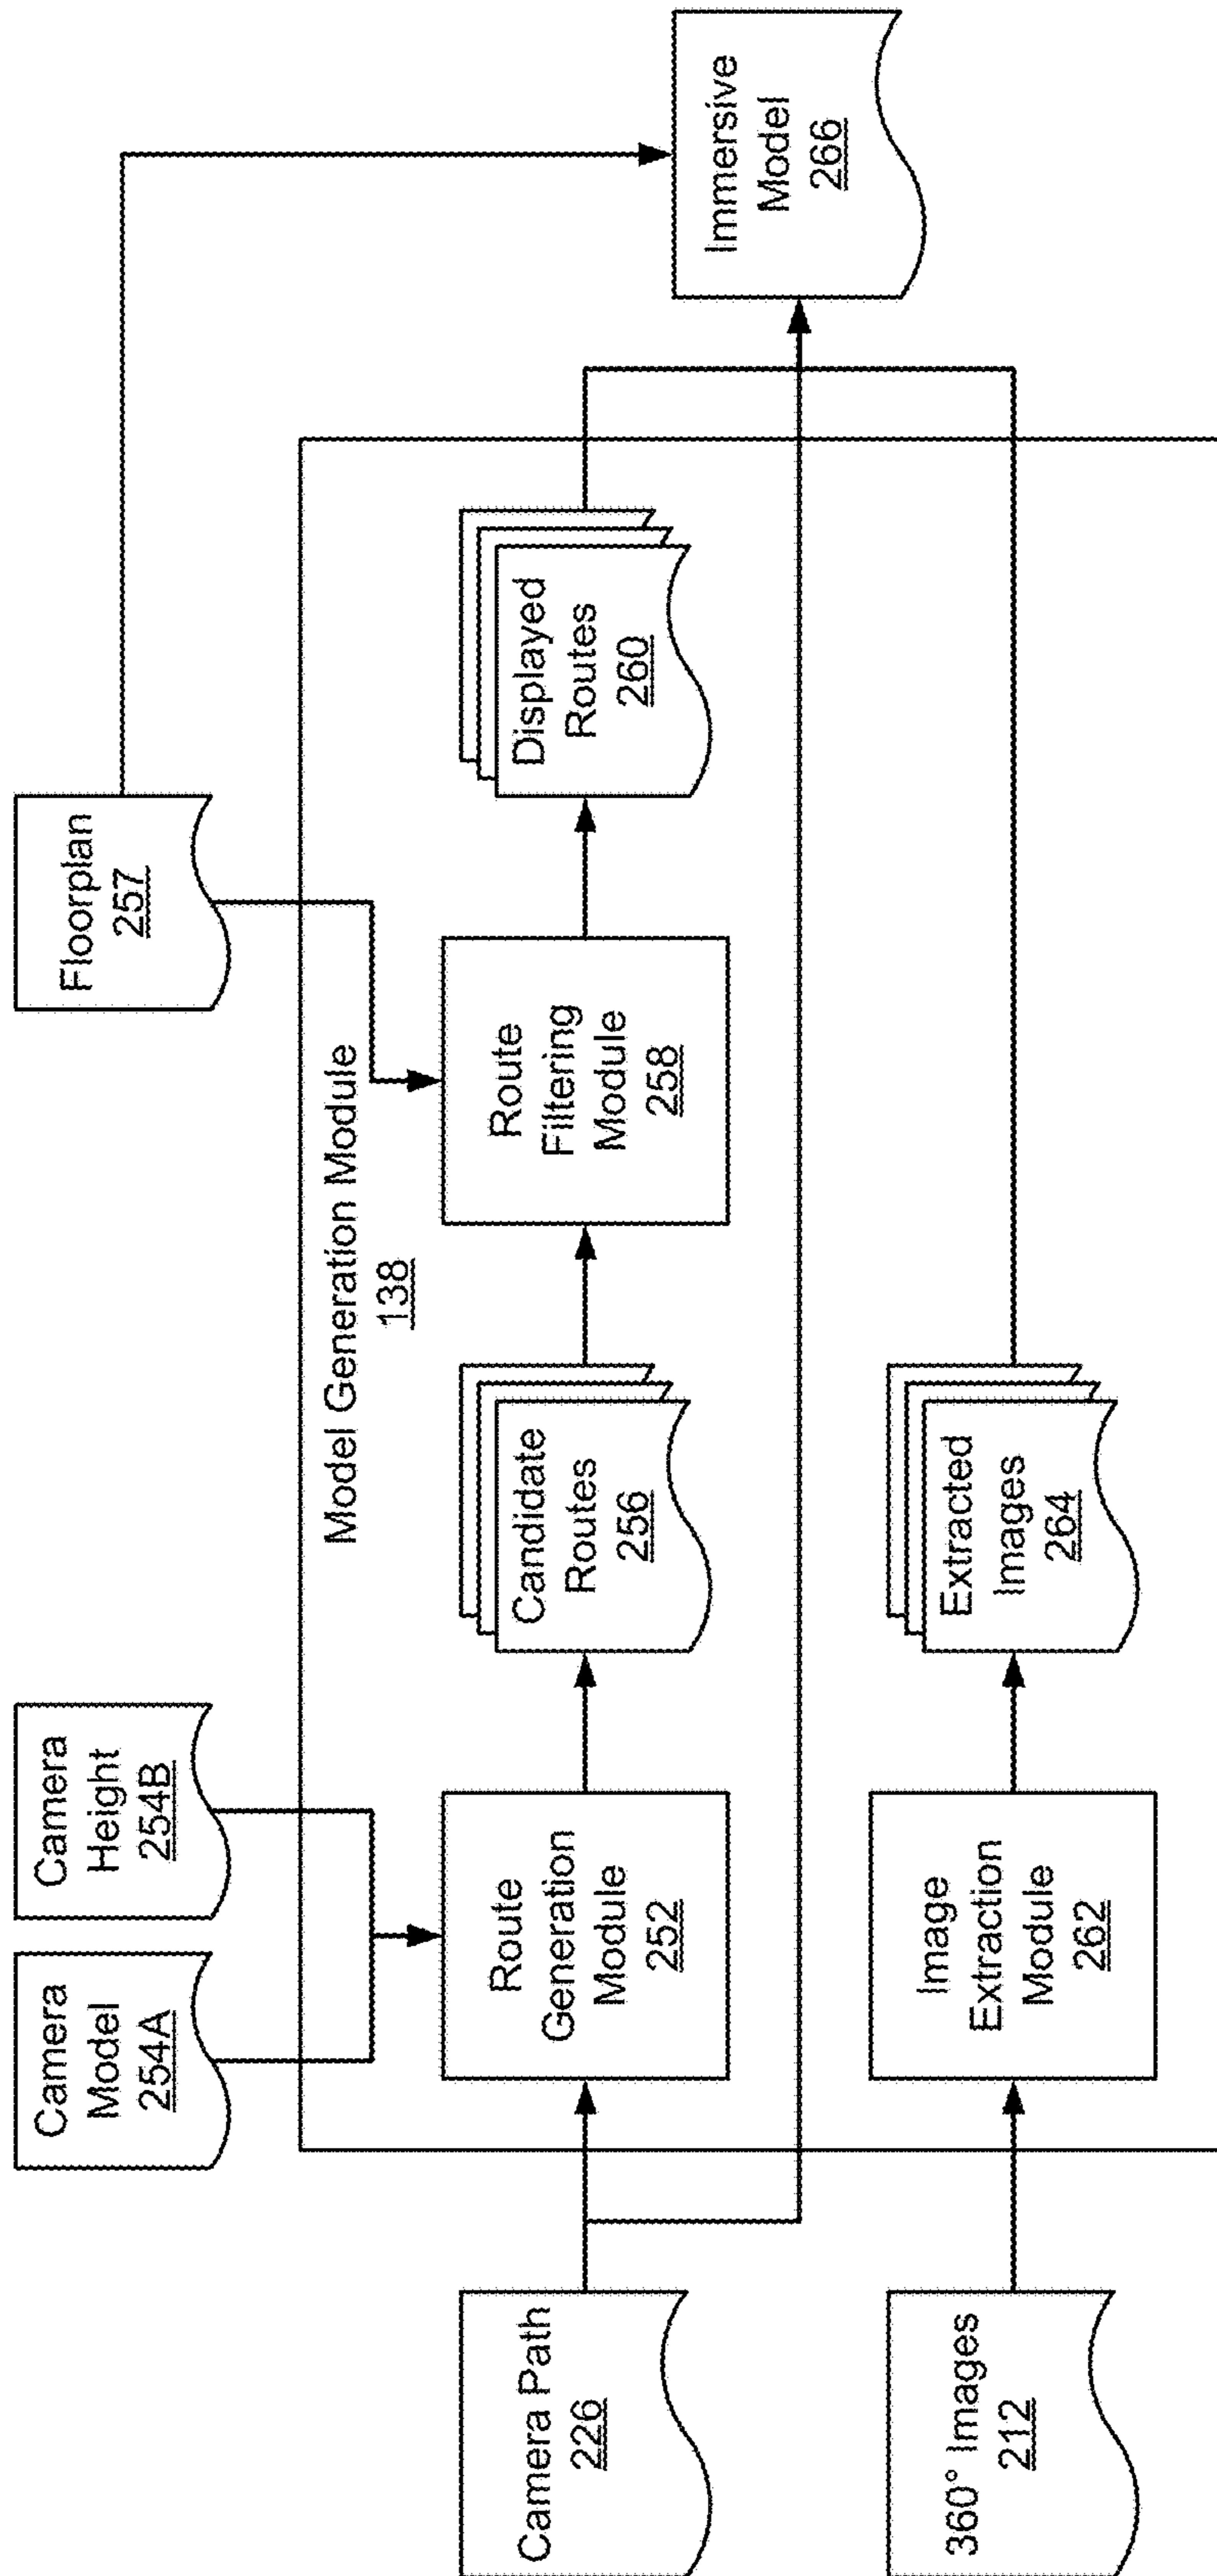 Camera
Model
254A
Camera
Height
254B
Floorplan
257
Model Generation Module
138
Camera Path
226
Route
Generation
Module
252
Candidate
Routes
256
Route
Filtering
Module
258
Displayed
Routes
260
Immersive
Model
266
360° Images
212
Image
Extraction
Module
262
Extracted
Images
264